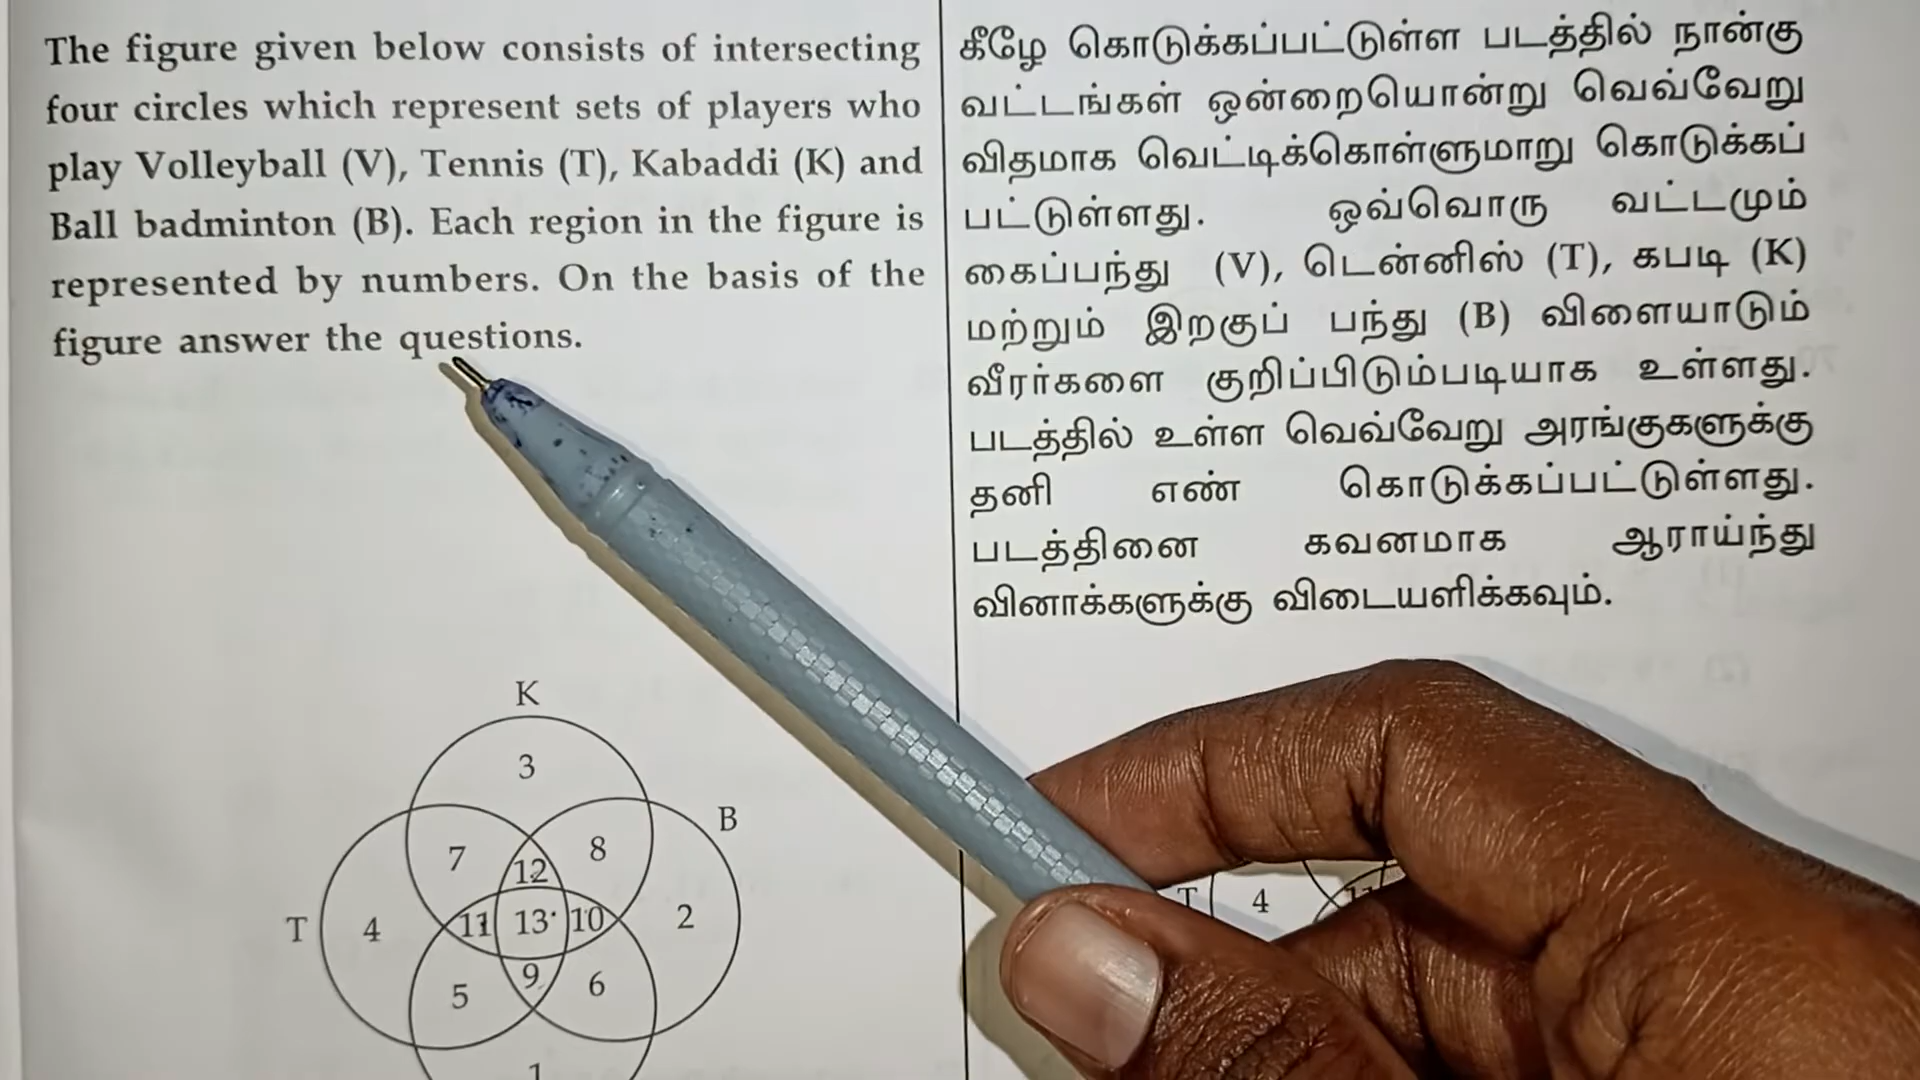 The figure given below consists of intersecting
four circles which represent sets of players who
play Volleyball (V), Tennis (T), Kabaddi (K) and
Ball badminton (B). Each region in the figure is
represented by numbers. On the basis of the
figure answer the questions.
K
3
B
7
8
12
T
4
11
13
10
2
9
5
6
1
கீழே கொடுக்கப்பட்டுள்ள படத்தில் நான்கு
வட்டங்கள் ஒன்றையொன்று வெவ்வேறு
விதமாக வெட்டிக்கொள்ளுமாறு கொடுக்கப்
பட்டுள்ளது. ஒவ்வொரு வட்டமும்
கைப்பந்து (V), டென்னிஸ் (T), கபடி (K)
மற்றும் இறகுப் பந்து (B) விளையாடும்
வீரர்களை குறிப்பிடும்படியாக உள்ளது.
படத்தில் உள்ள வெவ்வேறு அரங்குகளுக்கு
தனி எண் கொடுக்கப்பட்டுள்ளது.
படத்தினை கவனமாக ஆராய்ந்து
வினாக்களுக்கு விடையளிக்கவும்.
T
4